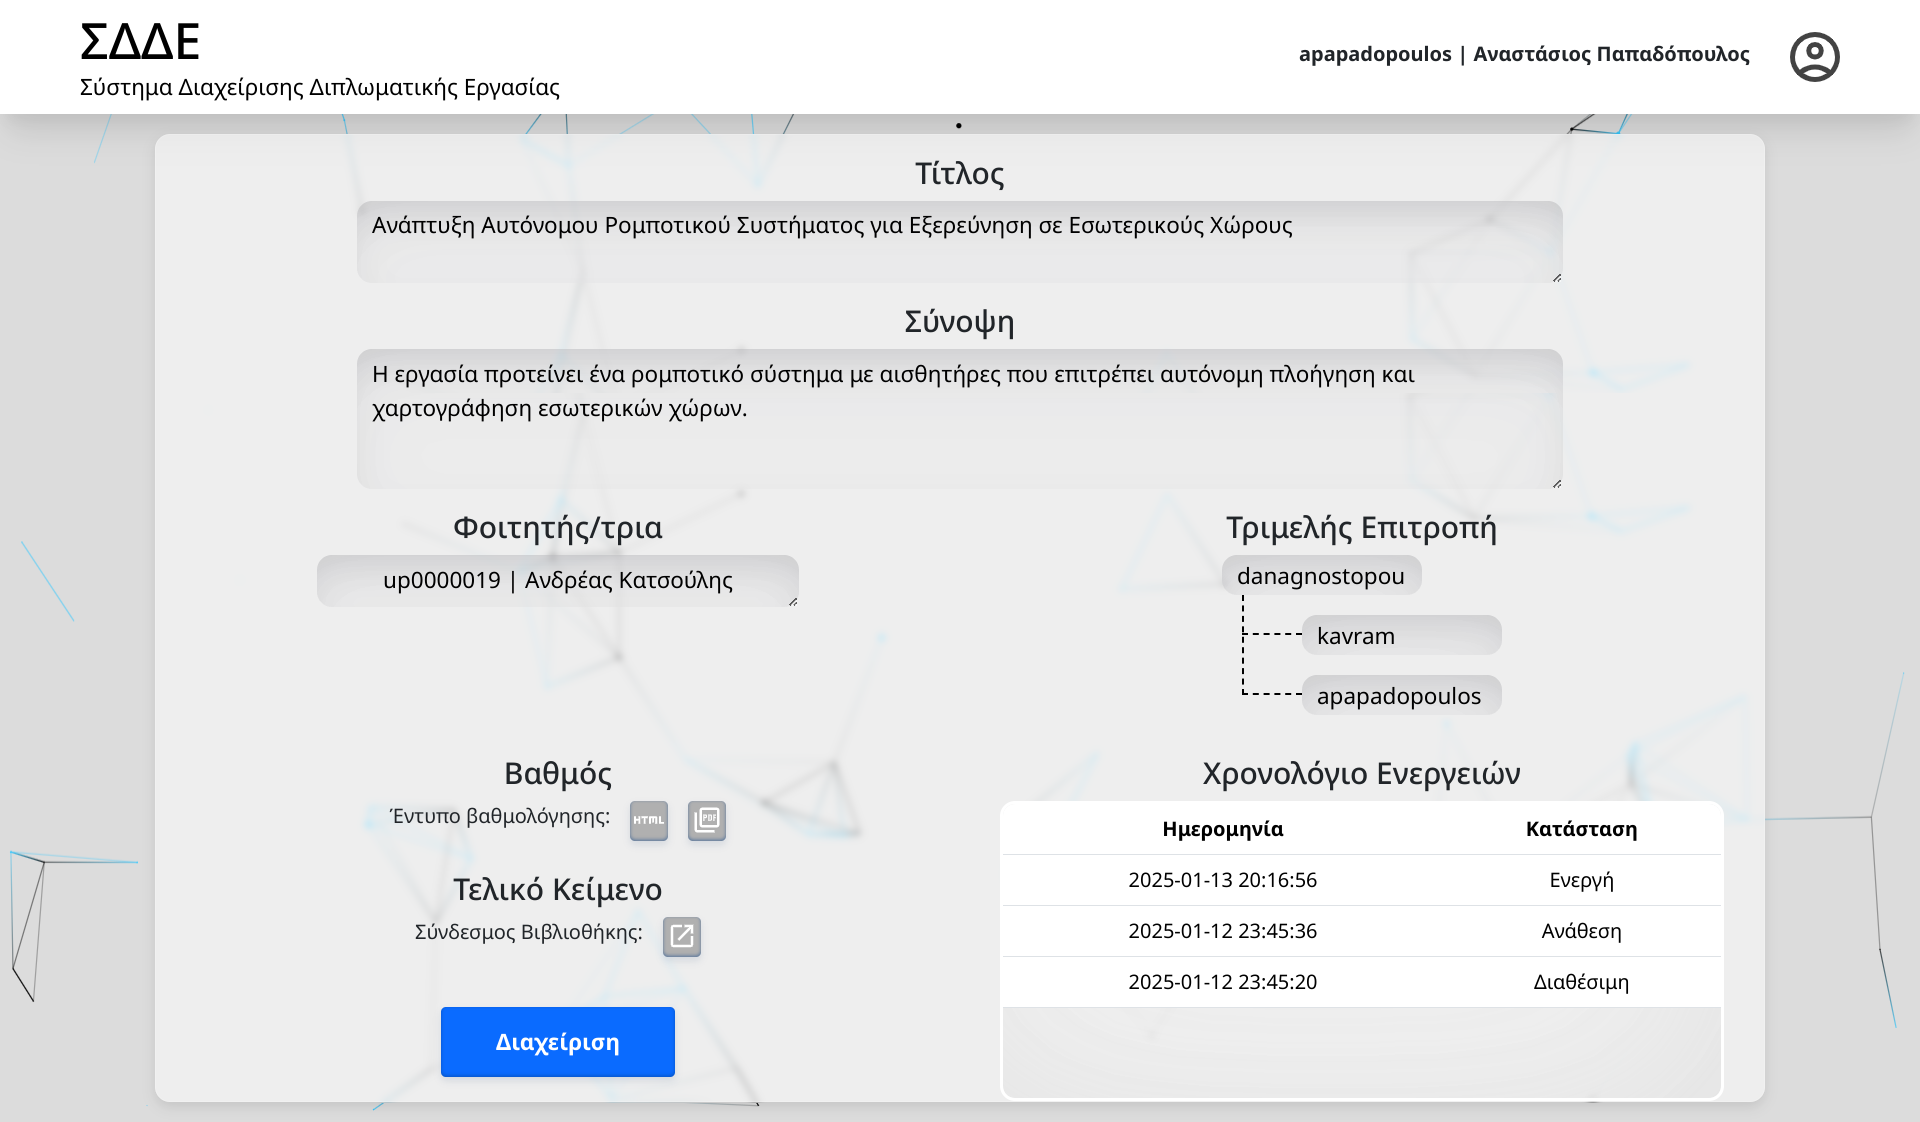 ΣΔΔΕ
Σύστημα Διαχείρισης Διπλωματικής Εργασίας
apapadopoulos | Αναστάσιος Παπαδόπουλος
Τίτλος
Ανάπτυξη Αυτόνομου Ρομποτικού Συστήματος για Εξερεύνηση σε Εσωτερικούς Χώρους
Σύνοψη
Η εργασία προτείνει ένα ρομποτικό σύστημα με αισθητήρες που επιτρέπει αυτόνομη πλοήγηση και
χαρτογράφηση εσωτερικών χώρων.
Φοιτητής/τρια
up0000019 | Ανδρέας Κατσούλης
Τριμελής Επιτροπή
danagnostopou
kavram
apapadopoulos
Βαθμός
Έντυπο βαθμολόγησης: HTML PDF
Τελικό Κείμενο
Σύνδεσμος Βιβλιοθήκης:
Διαχείριση
Χρονολόγιο Ενεργειών
Ημερομηνία Κατάσταση
2025-01-13 20:16:56 Ενεργή
2025-01-12 23:45:36 Ανάθεση
2025-01-12 23:45:20 Διαθέσιμη